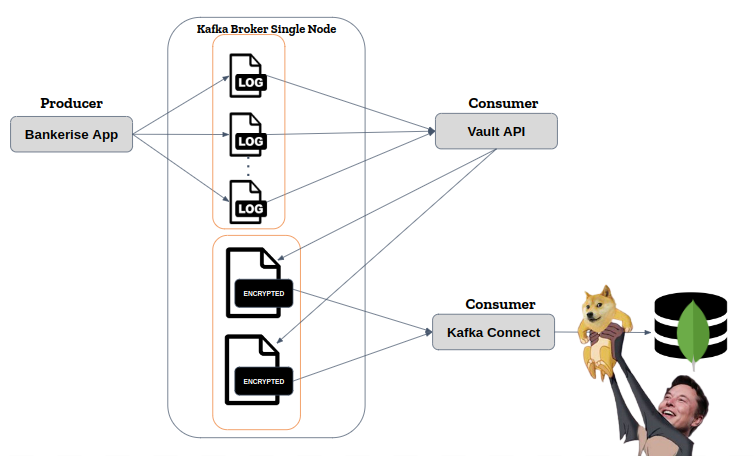 Kafka Broker Single Node
LOG
Producer
Bankerise App
LOG
LOG
Consumer
Vault API
ENCRYPTED
ENCRYPTED
Consumer
Kafka Connect